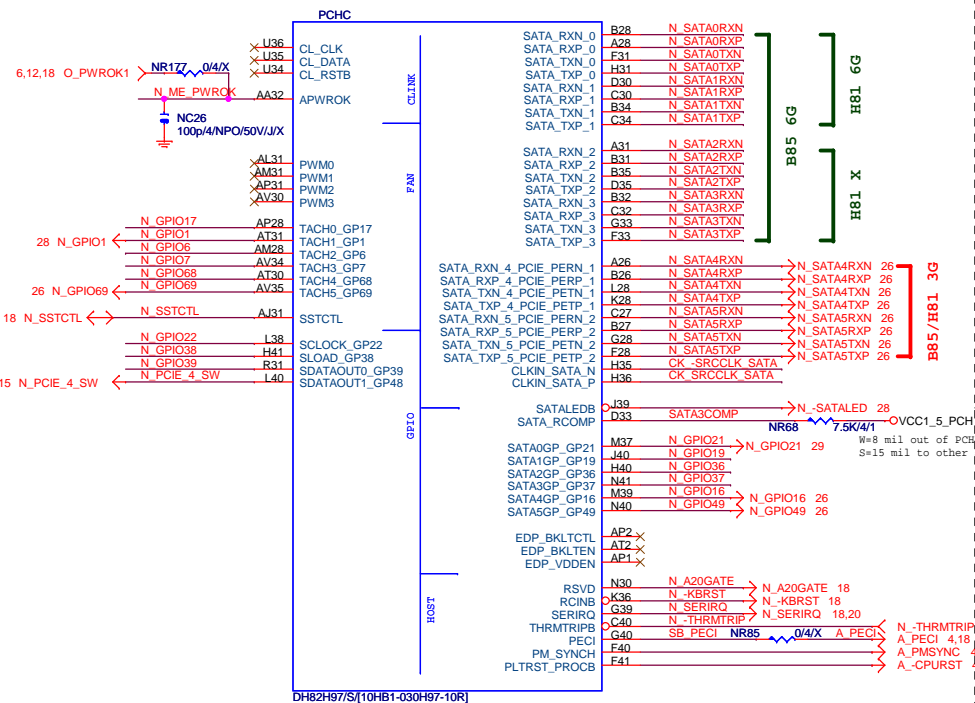 PCHC
U36 CL_CLK
U35 CL_DATA
U34 CL_RSTB
6,12,18 O_PWROK1 NR177 0/4/X
N_ME_PWROK AA32 APWROK
NC26
100p/4/NPO/50V/J/X
CLINK
AL31 PWM0
AM31 PWM1
AP31 PWM2
AV30 PWM3
FAN
N_GPIO17 AP28 TACH0_GP17
28 N_GPIO1 N_GPIO1 AT31 TACH1_GP1
N_GPIO6 AM28 TACH2_GP6
N_GPIO7 AV34 TACH3_GP7
N_GPIO68 AT30 TACH4_GP68
26 N_GPIO69 N_GPIO69 AV35 TACH5_GP69
18 N_SSTCTL N_SSTCTL AJ31 SSTCTL
N_GPIO22 L38 SCLOCK_GP22
N_GPIO38 H41 SLOAD_GP38
N_GPIO39 R31 SDATAOUT0_GP39
15 N_PCIE_4_SW N_PCIE_4_SW L40 SDATAOUT1_GP48
GPIO
HOST
SATA_RXN_0 B28 N_SATA0RXN
SATA_RXP_0 A28 N_SATA0RXP
SATA_TXN_0 F31 N_SATA0TXN
SATA_TXP_0 H31 N_SATA0TXP
SATA_RXN_1 D30 N_SATA1RXN
SATA_RXP_1 C30 N_SATA1RXP
SATA_TXN_1 B34 N_SATA1TXN
SATA_TXP_1 C34 N_SATA1TXP
H81 6G
B85 6G
SATA_RXN_2 A31 N_SATA2RXN
SATA_RXP_2 B31 N_SATA2RXP
SATA_TXN_2 B35 N_SATA2TXN
SATA_TXP_2 D35 N_SATA2TXP
SATA_RXN_3 B32 N_SATA3RXN
SATA_RXP_3 C32 N_SATA3RXP
SATA_TXN_3 G33 N_SATA3TXN
SATA_TXP_3 F33 N_SATA3TXP
H81 X
SATA_RXN_4_PCIE_PERN_1 A26 N_SATA4RXN N_SATA4RXN 26
SATA_RXP_4_PCIE_PERP_1 B26 N_SATA4RXP N_SATA4RXP 26
SATA_TXN_4_PCIE_PETN_1 L28 N_SATA4TXN N_SATA4TXN 26
SATA_TXP_4_PCIE_PETP_1 K28 N_SATA4TXP N_SATA4TXP 26
SATA_RXN_5_PCIE_PERN_2 C27 N_SATA5RXN N_SATA5RXN 26
SATA_RXP_5_PCIE_PERP_2 B27 N_SATA5RXP N_SATA5RXP 26
SATA_TXN_5_PCIE_PETN_2 G28 N_SATA5TXN N_SATA5TXN 26
SATA_TXP_5_PCIE_PETP_2 F28 N_SATA5TXP N_SATA5TXP 26
B85/H81 3G
CLKIN_SATA_N H35 CK_-SRCCLK_SATA
CLKIN_SATA_P H36 CK_SRCCLK_SATA
SATALEDB J39 N_-SATALED 28
SATA_RCOMP D33 SATA3COMP NR68 7.5K/4/1 VCC1_5_PCH
W=8 mil out of PCH
S=15 mil to other
SATA0GP_GP21 M37 N_GPIO21 N_GPIO21 29
SATA1GP_GP19 J40 N_GPIO19
SATA2GP_GP36 H40 N_GPIO36
SATA3GP_GP37 N41 N_GPIO37
SATA4GP_GP16 M39 N_GPIO16 N_GPIO16 26
SATA5GP_GP49 N40 N_GPIO49 N_GPIO49 26
EDP_BKLTCTL AP2
EDP_BKLTEN AT2
EDP_VDDEN AP1
RSVD N30 N_A20GATE N_A20GATE 18
RCINB K36 N_-KBRST N_-KBRST 18
SERIRQ G39 N_SERIRQ N_SERIRQ 18,20
THRMTRIPB C40 N_-THRMTRIP N_-THRMTRIP
PECI G40 SB_PECI NR85 0/4/X A_PECI A_PECI 4,18
PM_SYNCH F40 A_PMSYNC
PLTRST_PROCB F41 A_-CPURST
DH82H97/S/[10HB1-030H97-10R]